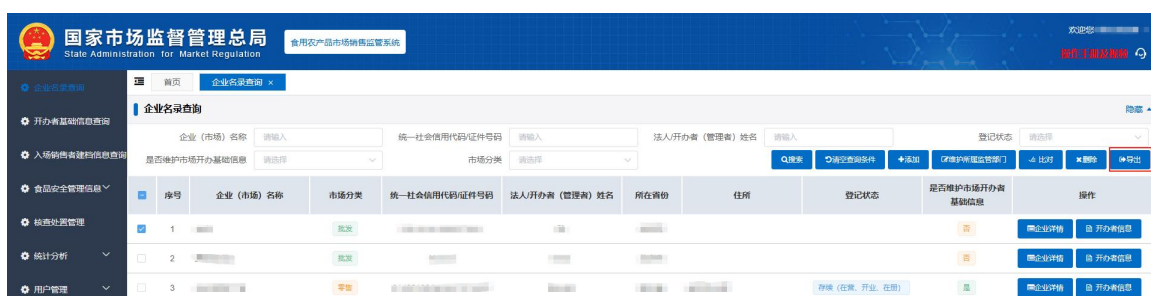 国家市场监督管理总局
State Administration for Market Regulation
食用农产品市场销售监管系统
欢迎您
操作手册及视频
企业名录查询
首页 企业名录查询 ×
企业名录查询 隐藏
开办者基础信息查询
企业（市场）名称 请输入 统一社会信用代码/证件号码 请输入 法人/开办者（管理者）姓名 请输入 登记状态 请选择
入场销售者建档信息查询
是否维护市场开办基础信息 请选择 市场分类 请选择 搜索 清空查询条件 +添加 维护所属监管部门 比对 ×删除 导出
食品安全管理信息
序号 企业（市场）名称 市场分类 统一社会信用代码/证件号码 法人/开办者（管理者）姓名 所在省份 住所 登记状态 是否维护市场开办者基础信息 操作
核查处置管理
1 批发 否 企业详情 开办者信息
统计分析
2 批发 否 企业详情 开办者信息
用户管理
3 零售 存续（在营、开业、在册） 是 企业详情 开办者信息